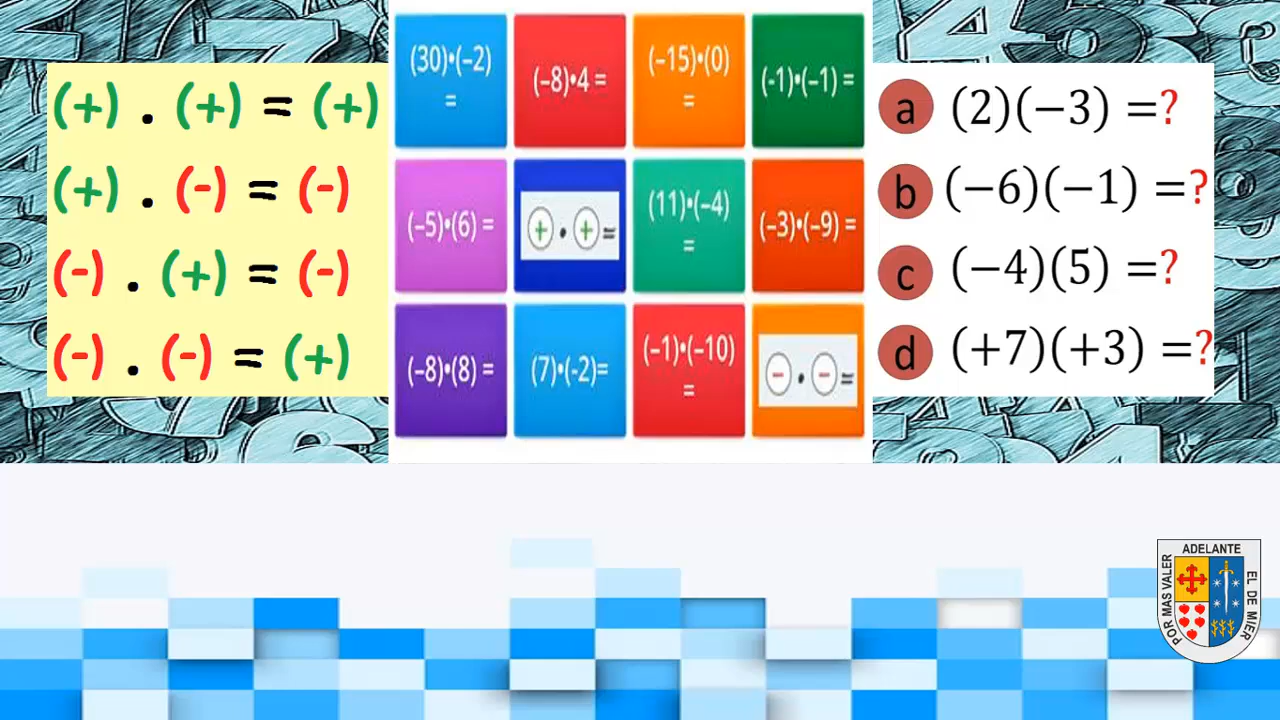 (+) . (+) = (+)
(+) . (-) = (-)
(-) . (+) = (-)
(-) . (-) = (+)
(30)•(–2)
=
(–8)•4 =
(–15)•(0)
=
(-1)•(–1) =
(–5)•(6) =
+ • + =
(11)•(–4)
=
(–3)•(–9) =
(–8)•(8) =
(7)•(-2)=
(–1)•(–10)
=
− • − =
a (2)(−3) =?
b (−6)(−1) =?
c (−4)(5) =?
d (+7)(+3) =?
ADELANTE
POR MAS VALER
EL DE MIER